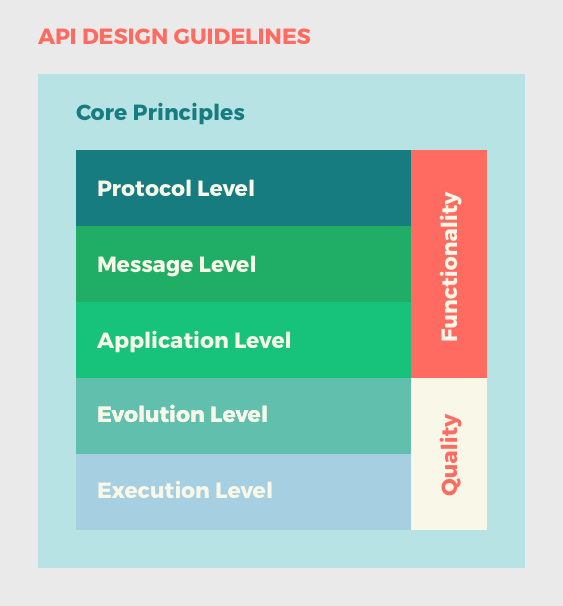 API DESIGN GUIDELINES
Core Principles
Protocol Level
Message Level
Application Level
Functionality
Evolution Level
Execution Level
Quality